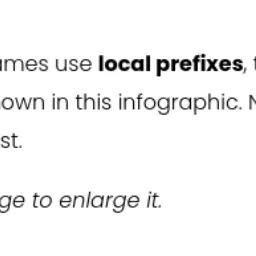 ames use local prefixes,
own in this infographic.
st.
ge to enlarge it.